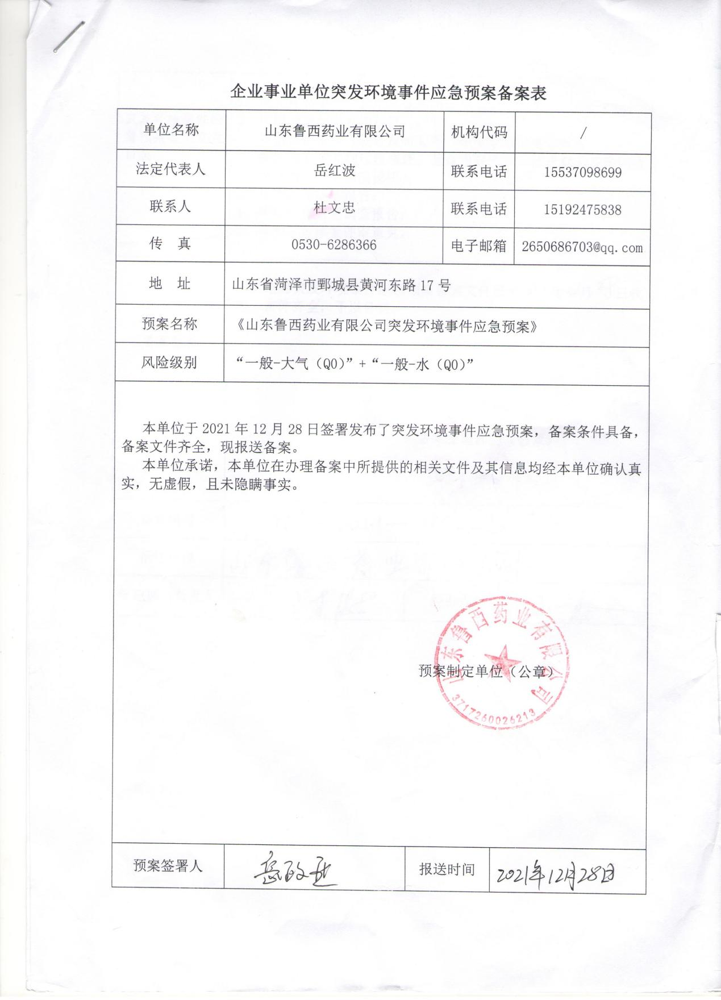 企业事业单位突发环境事件应急预案备案表
单位名称 山东鲁西药业有限公司 机构代码 /
法定代表人 岳红波 联系电话 15537098699
联系人 杜文忠 联系电话 15192475838
传 真 0530-6286366 电子邮箱 2650686703@qq.com
地 址 山东省菏泽市鄄城县黄河东路 17 号
预案名称 《山东鲁西药业有限公司突发环境事件应急预案》
风险级别 “一般-大气（Q0）”+“一般-水（Q0）”
本单位于 2021 年 12 月 28 日签署发布了突发环境事件应急预案，备案条件具备，
备案文件齐全，现报送备案。
本单位承诺，本单位在办理备案中所提供的相关文件及其信息均经本单位确认真
实，无虚假，且未隐瞒事实。
山东鲁西药业有限公司
预案制定单位（公章）
3717260026213
预案签署人 报送时间 2021年12月28日